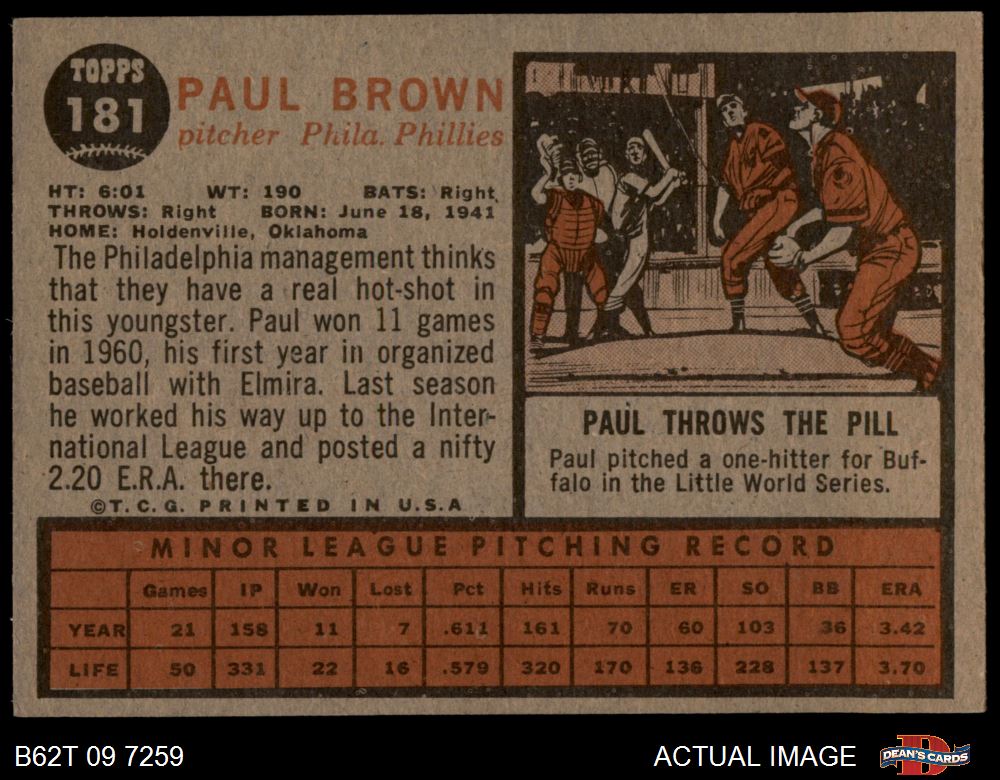 TOPPS
181
PAUL BROWN
pitcher Phila. Phillies
HT: 6:01 WT: 190 BATS: Right
THROWS: Right BORN: June 18, 1941
HOME: Holdenville, Oklahoma
The Philadelphia management thinks
that they have a real hot-shot in
this youngster. Paul won 11 games
in 1960, his first year in organized
baseball with Elmira. Last season
he worked his way up to the Inter-
national League and posted a nifty
2.20 E.R.A. there.
©T. C. G. PRINTED IN U.S.A
PAUL THROWS THE PILL
Paul pitched a one-hitter for Buf-
falo in the Little World Series.
MINOR LEAGUE PITCHING RECORD
Games IP Won Lost Pct Hits Runs ER SO BB ERA
YEAR 21 158 11 7 .611 161 70 60 103 36 3.42
LIFE 50 331 22 16 .579 320 170 136 228 137 3.70
B62T 09 7259
ACTUAL IMAGE
DEAN'S CARDS